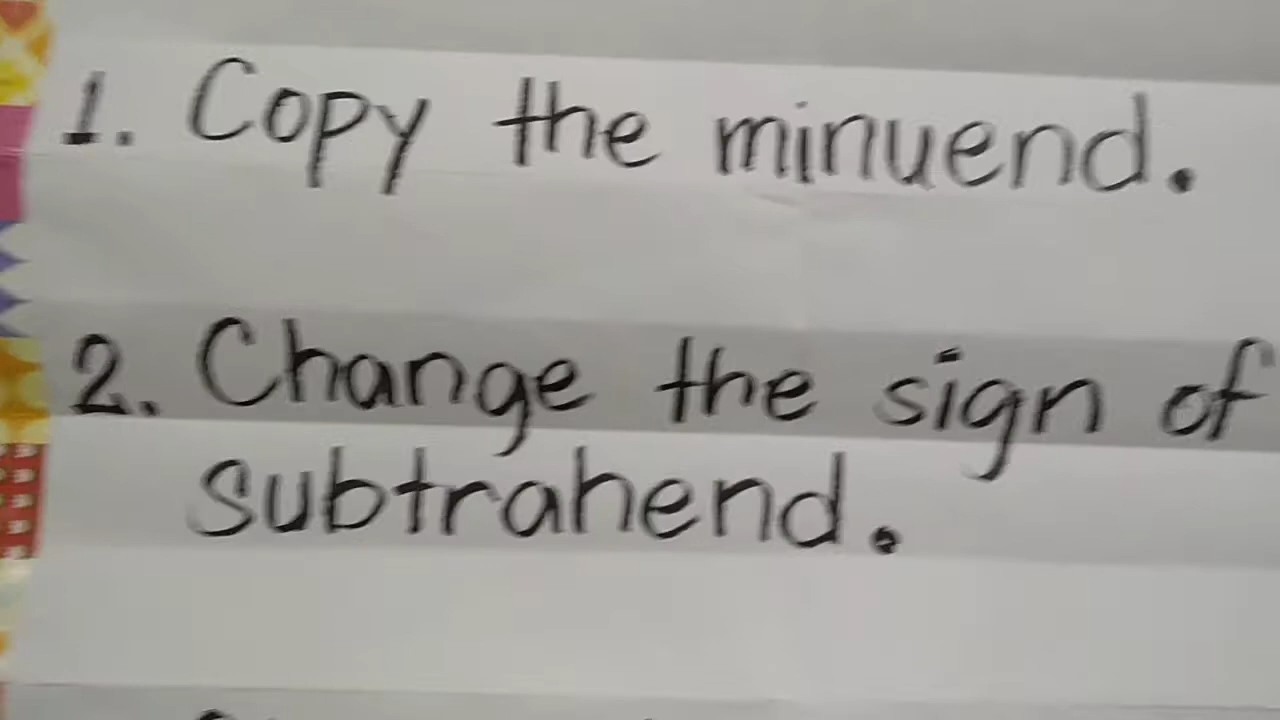 1. Copy the minuend.
2. Change the sign of
subtrahend.